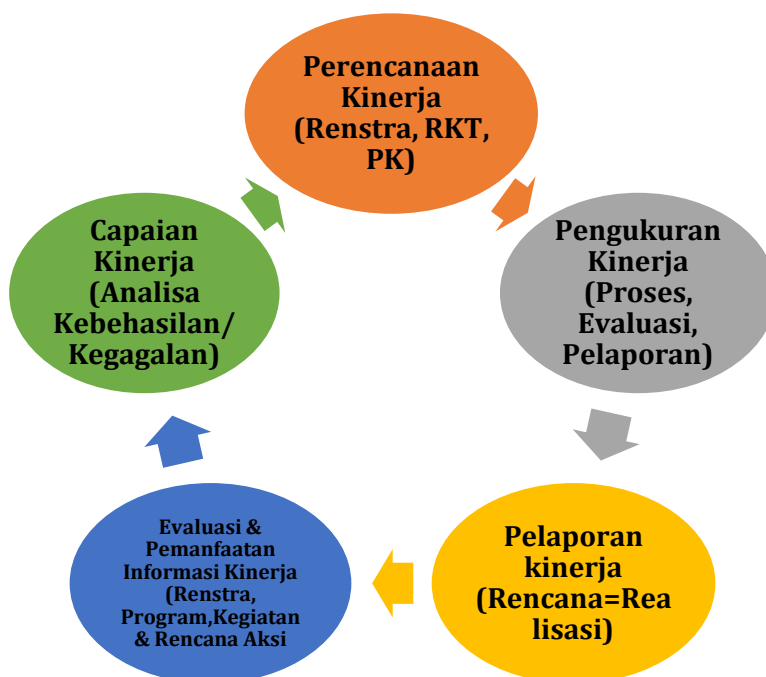 Perencanaan
Kinerja
(Renstra, RKT,
PK)
Pengukuran
Kinerja
(Proses,
Evaluasi,
Pelaporan)
Pelaporan
kinerja
(Rencana=Rea
lisasi)
Evaluasi &
Pemanfaatan
Informasi Kinerja
(Renstra,
Program,Kegiatan
& Rencana Aksi
Capaian
Kinerja
(Analisa
Kebehasilan/
Kegagalan)